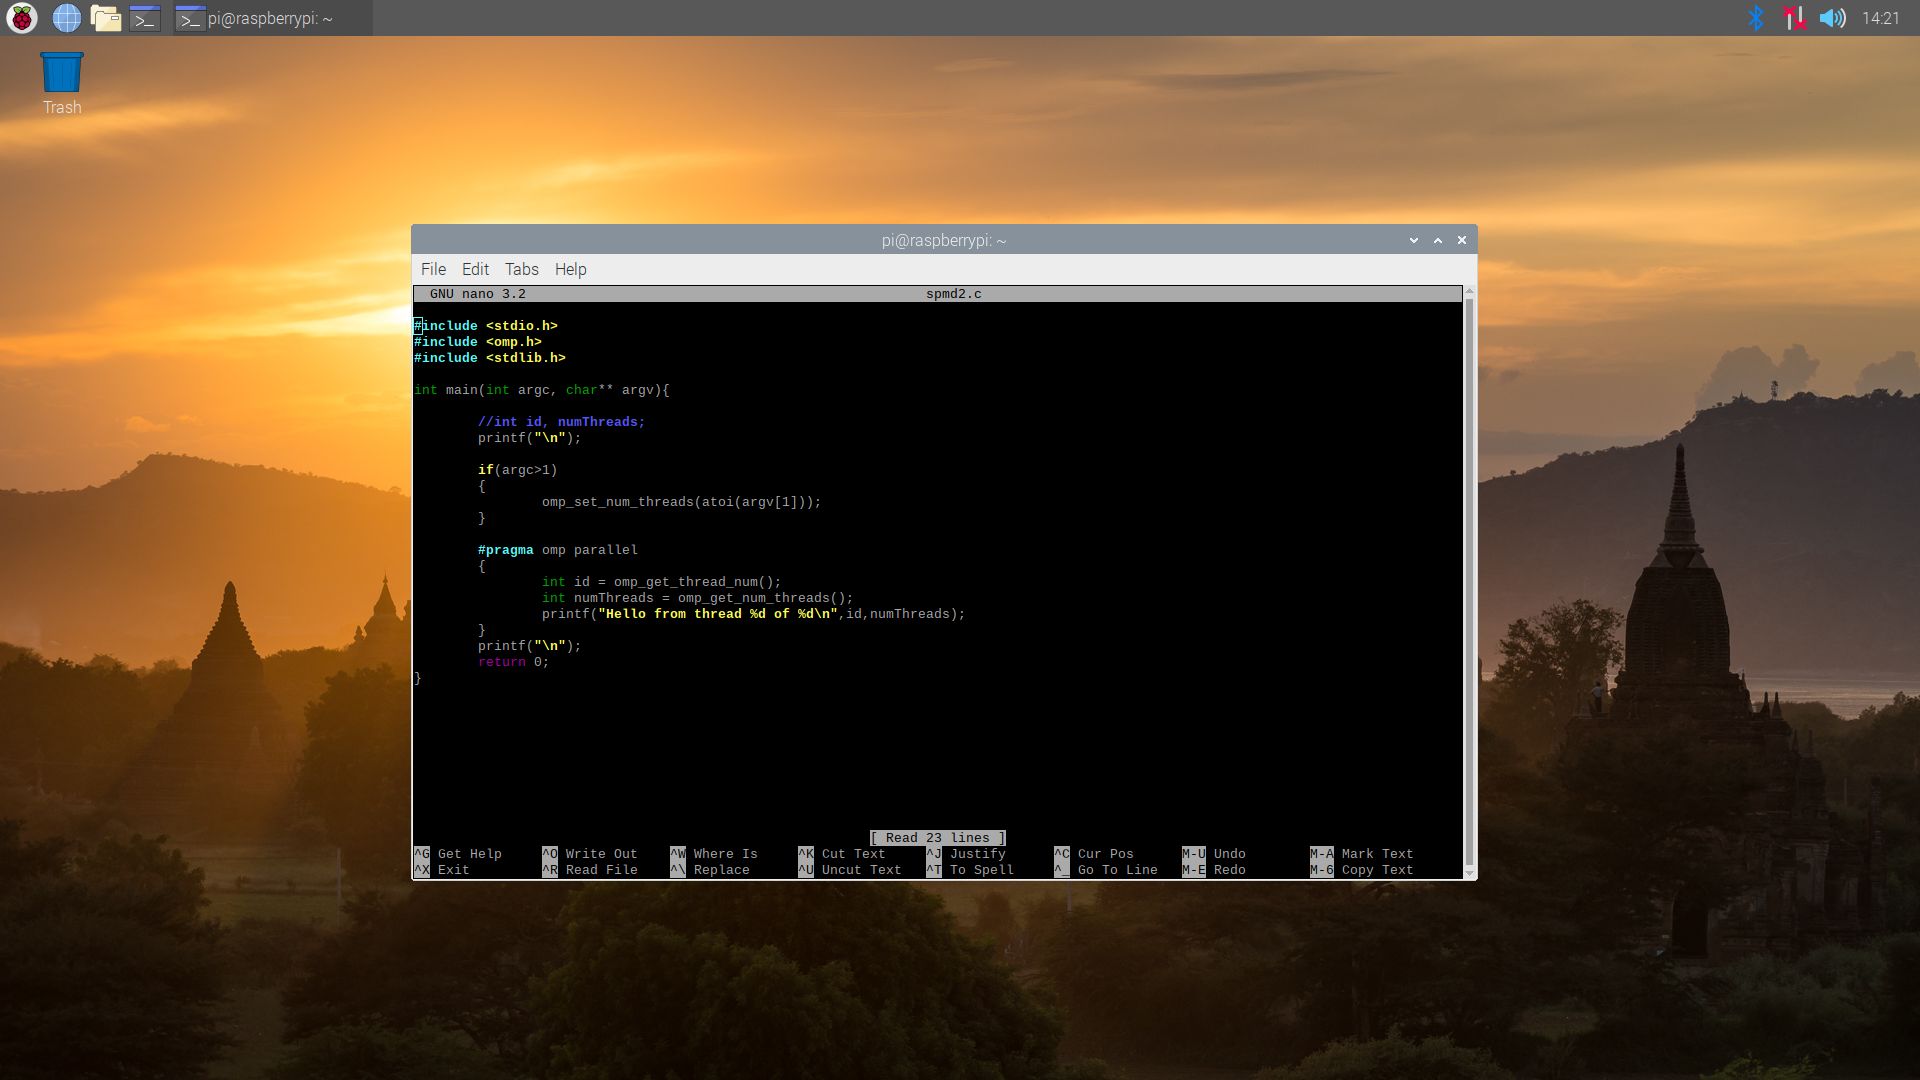 pi@raspberrypi: ~
14:21
Trash
pi@raspberrypi: ~
File Edit Tabs Help
GNU nano 3.2 spmd2.c
#include <stdio.h>
#include <omp.h>
#include <stdlib.h>
int main(int argc, char** argv){
//int id, numThreads;
printf("\n");
if(argc>1)
{
omp_set_num_threads(atoi(argv[1]));
}
#pragma omp parallel
{
int id = omp_get_thread_num();
int numThreads = omp_get_num_threads();
printf("Hello from thread %d of %d\n",id,numThreads);
}
printf("\n");
return 0;
}
[ Read 23 lines ]
^G Get Help ^O Write Out ^W Where Is ^K Cut Text ^J Justify ^C Cur Pos M-U Undo M-A Mark Text
^X Exit ^R Read File ^\ Replace ^U Uncut Text ^T To Spell ^_ Go To Line M-E Redo M-6 Copy Text